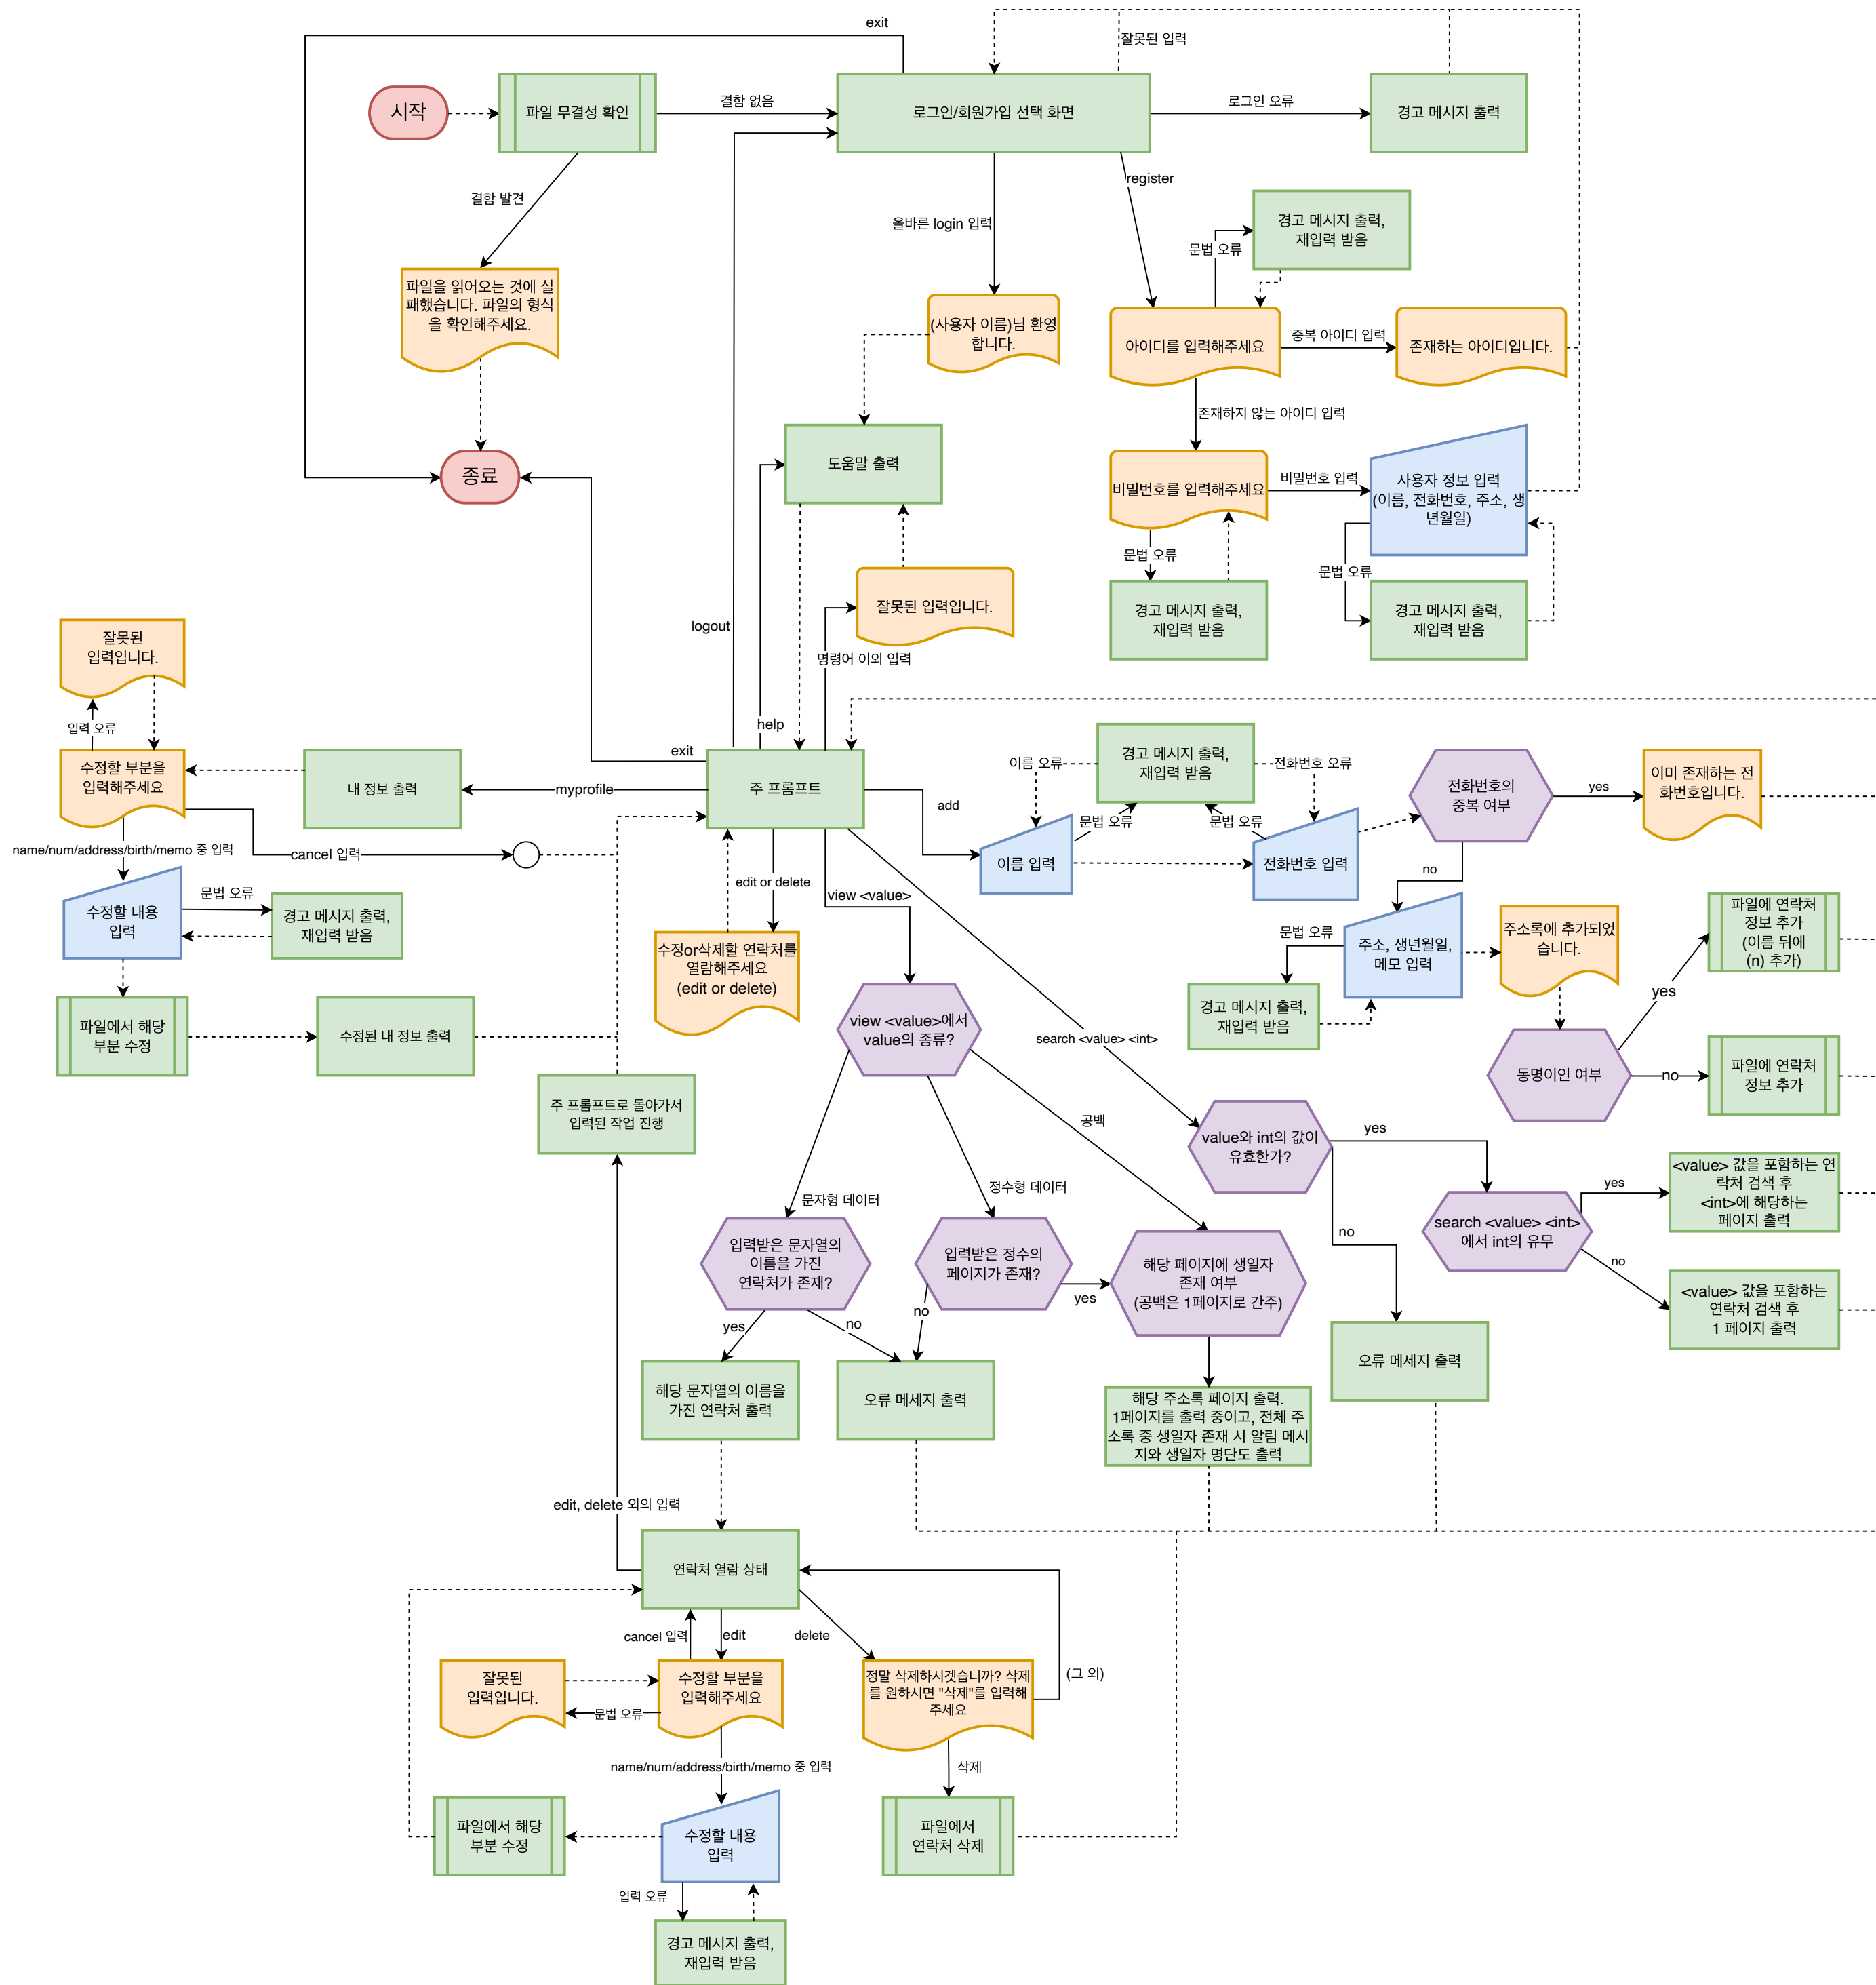 exit
잘못된 입력
시작
파일 무결성 확인
결함 없음
로그인/회원가입 선택 화면
로그인 오류
경고 메시지 출력
결함 발견
올바른 login 입력
register
경고 메시지 출력,
재입력 받음
문법 오류
파일을 읽어오는 것에 실
패했습니다. 파일의 형식
을 확인해주세요.
(사용자 이름)님 환영
합니다.
아이디를 입력해주세요
중복 아이디 입력
존재하는 아이디입니다.
존재하지 않는 아이디 입력
종료
도움말 출력
비밀번호를 입력해주세요
비밀번호 입력
사용자 정보 입력
(이름, 전화번호, 주소, 생
년월일)
문법 오류
문법 오류
경고 메시지 출력,
재입력 받음
경고 메시지 출력,
재입력 받음
잘못된 입력입니다.
logout
명령어 이외 입력
help
exit
잘못된
입력입니다.
입력 오류
수정할 부분을
입력해주세요
내 정보 출력
myprofile
주 프롬프트
add
이름 오류
경고 메시지 출력,
재입력 받음
전화번호 오류
문법 오류
문법 오류
이름 입력
전화번호 입력
전화번호의
중복 여부
yes
이미 존재하는 전
화번호입니다.
no
name/num/address/birth/memo 중 입력
cancel 입력
edit or delete
view <value>
수정할 내용
입력
문법 오류
경고 메시지 출력,
재입력 받음
수정or삭제할 연락처를
열람해주세요
(edit or delete)
문법 오류
주소, 생년월일,
메모 입력
주소록에 추가되었
습니다.
파일에 연락처
정보 추가
(이름 뒤에
(n) 추가)
경고 메시지 출력,
재입력 받음
yes
동명이인 여부
no
파일에 연락처
정보 추가
파일에서 해당
부분 수정
수정된 내 정보 출력
view <value>에서
value의 종류?
search <value> <int>
주 프롬프트로 돌아가서
입력된 작업 진행
공백
value와 int의 값이
유효한가?
yes
문자형 데이터
정수형 데이터
no
search <value> <int>
에서 int의 유무
yes
<value> 값을 포함하는 연
락처 검색 후
<int>에 해당하는
페이지 출력
no
<value> 값을 포함하는
연락처 검색 후
1 페이지 출력
입력받은 문자열의
이름을 가진
연락처가 존재?
입력받은 정수의
페이지가 존재?
해당 페이지에 생일자
존재 여부
(공백은 1페이지로 간주)
yes
no
no
yes
해당 문자열의 이름을
가진 연락처 출력
오류 메세지 출력
해당 주소록 페이지 출력.
1페이지를 출력 중이고, 전체 주
소록 중 생일자 존재 시 알림 메시
지와 생일자 명단도 출력
오류 메세지 출력
edit, delete 외의 입력
연락처 열람 상태
cancel 입력
edit
delete
(그 외)
잘못된
입력입니다.
문법 오류
수정할 부분을
입력해주세요
정말 삭제하시겟습니까? 삭제
를 원하시면 "삭제"를 입력해
주세요
name/num/address/birth/memo 중 입력
삭제
파일에서 해당
부분 수정
수정할 내용
입력
파일에서
연락처 삭제
입력 오류
경고 메시지 출력,
재입력 받음